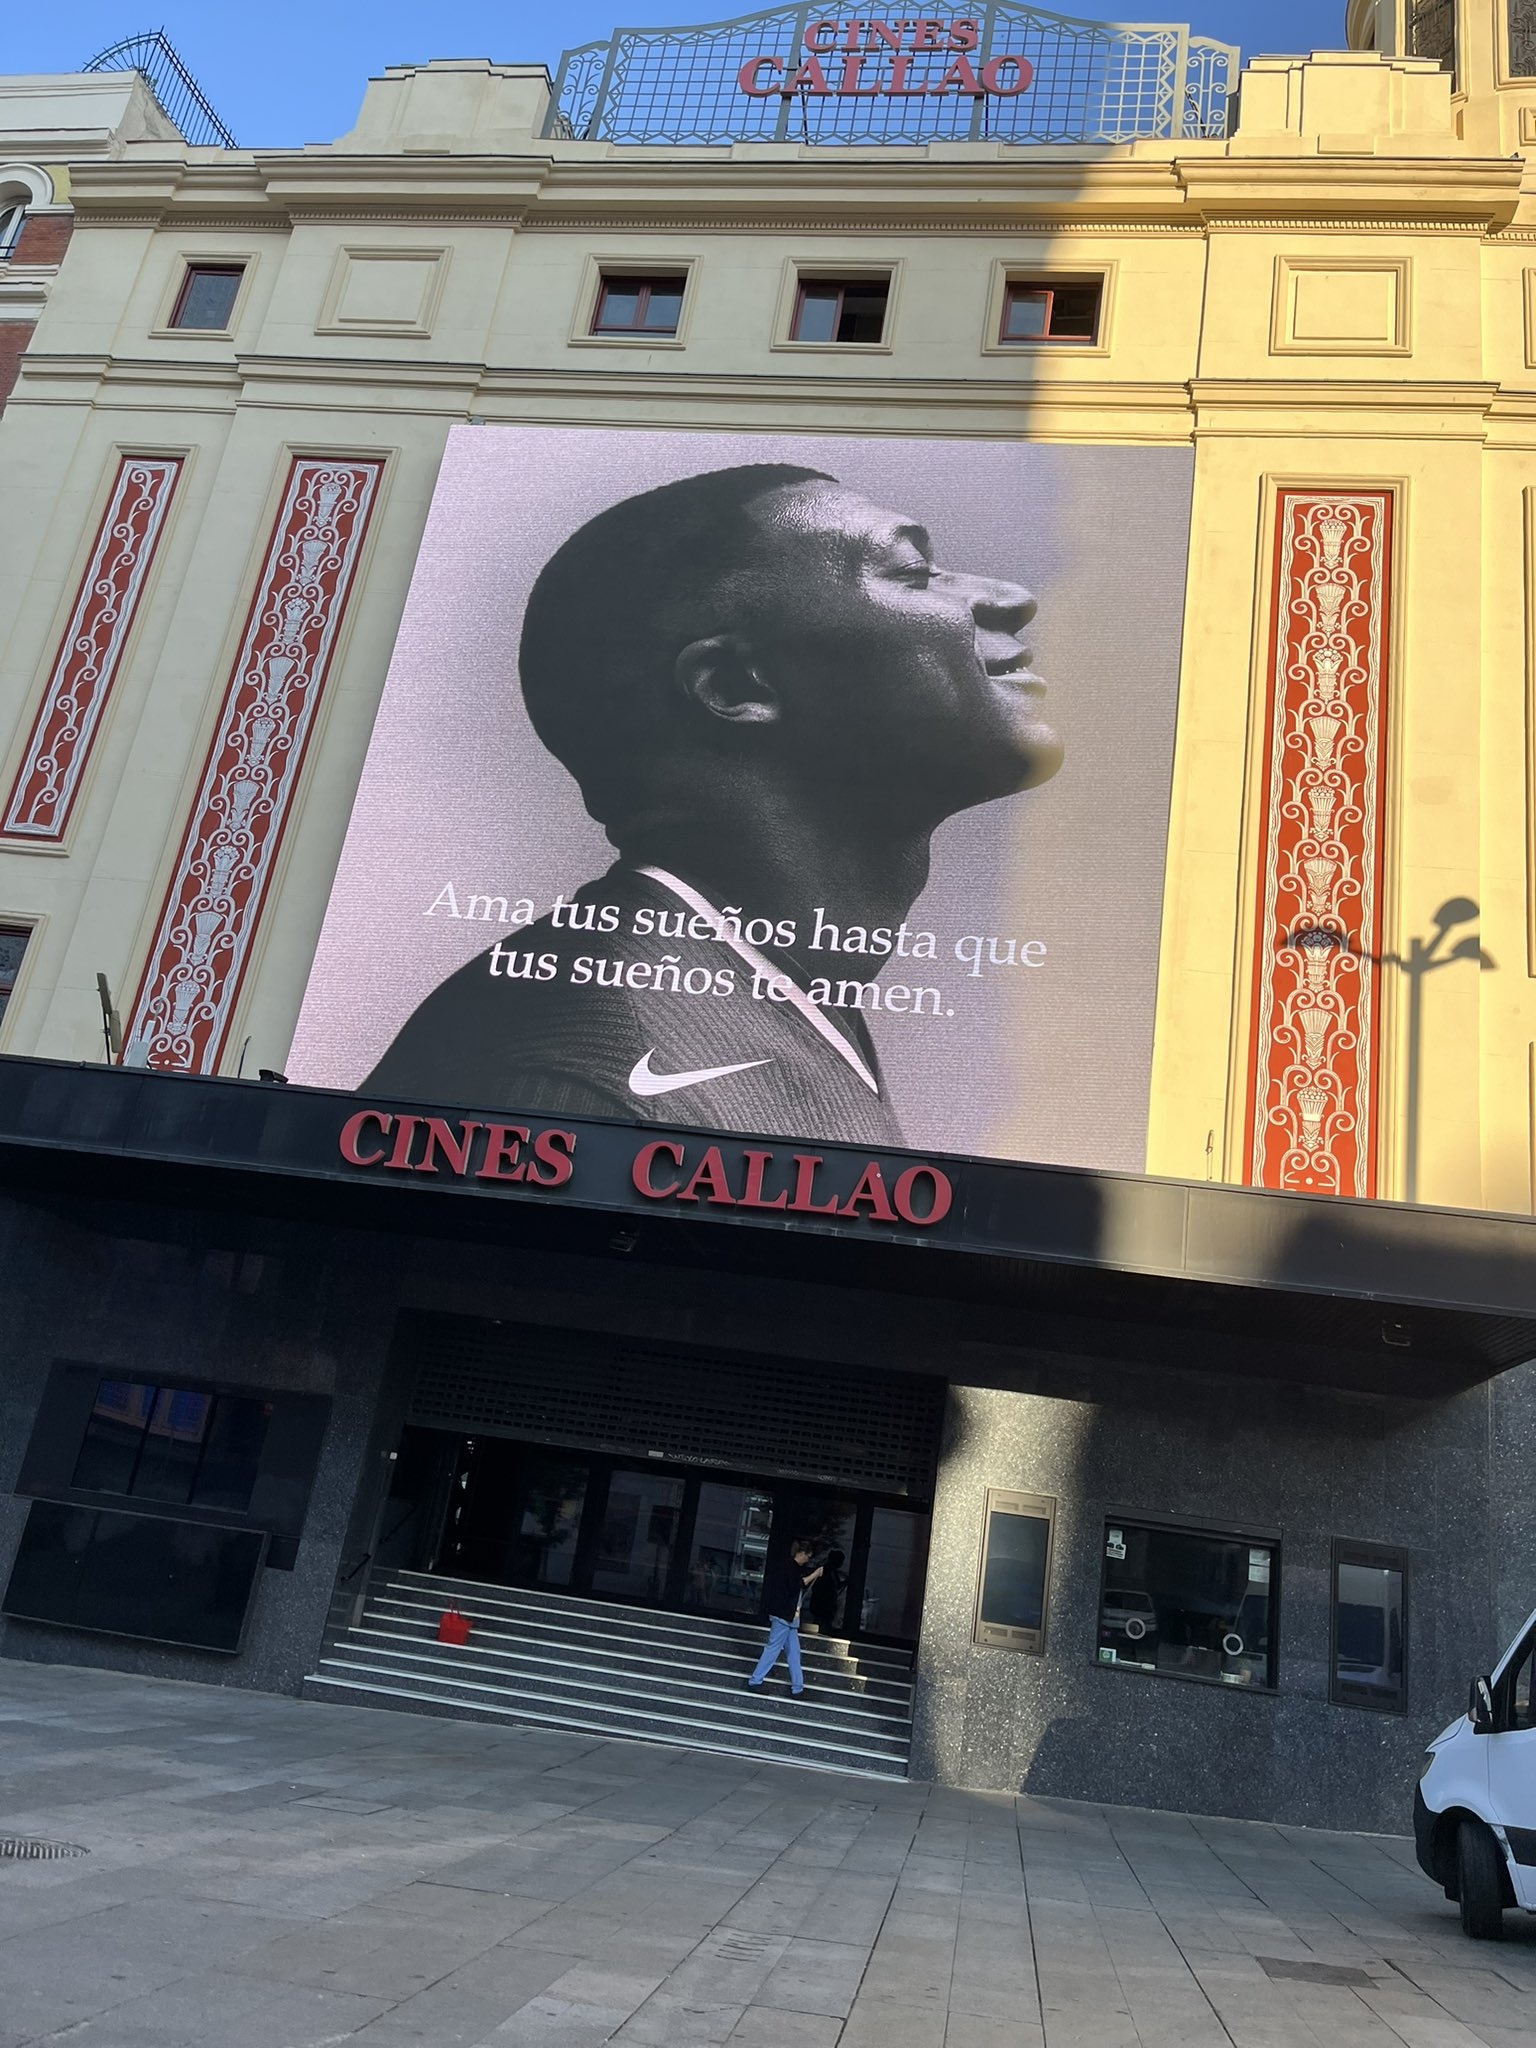 CINES
CALLAO
Ama tus sueños hasta que
tus sueños te amen.
CINES CALLAO